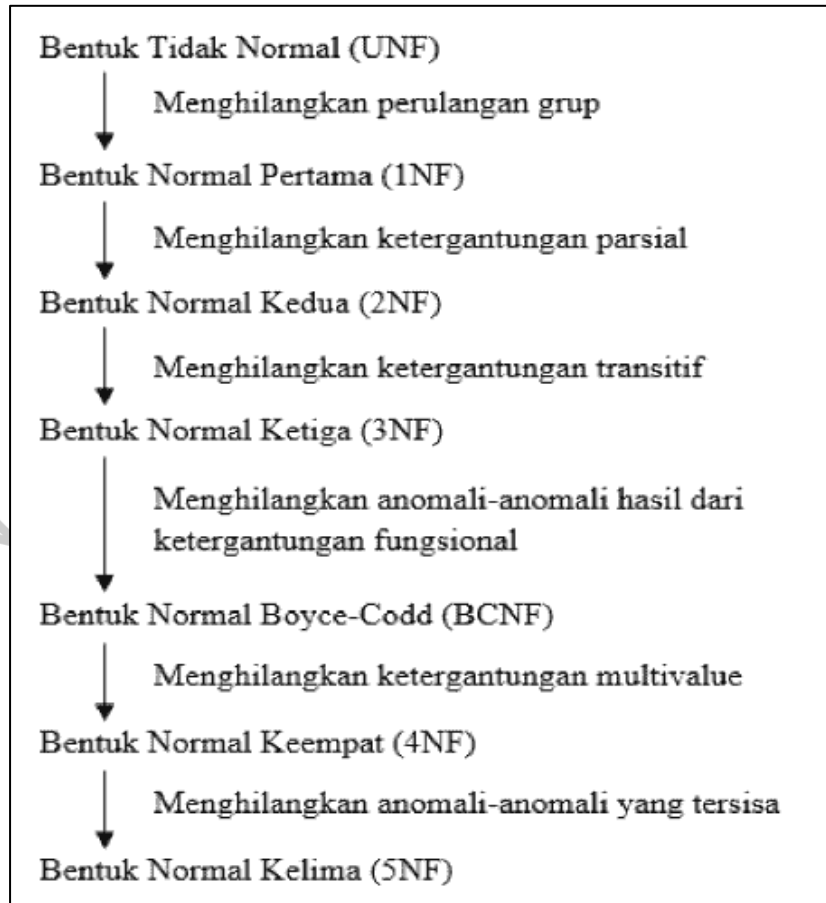 Bentuk Tidak Normal (UNF)
Menghilangkan perulangan grup
Bentuk Normal Pertama (1NF)
Menghilangkan ketergantungan parsial
Bentuk Normal Kedua (2NF)
Menghilangkan ketergantungan transitif
Bentuk Normal Ketiga (3NF)
Menghilangkan anomali-anomali hasil dari
ketergantungan fungsional
Bentuk Normal Boyce-Codd (BCNF)
Menghilangkan ketergantungan multivalue
Bentuk Normal Keempat (4NF)
Menghilangkan anomali-anomali yang tersisa
Bentuk Normal Kelima (5NF)